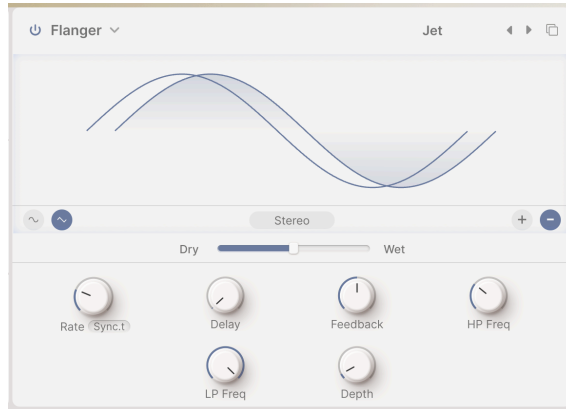 Flanger
Jet
Stereo
Dry
Wet
Rate Sync.t
Delay
Feedback
HP Freq
LP Freq
Depth